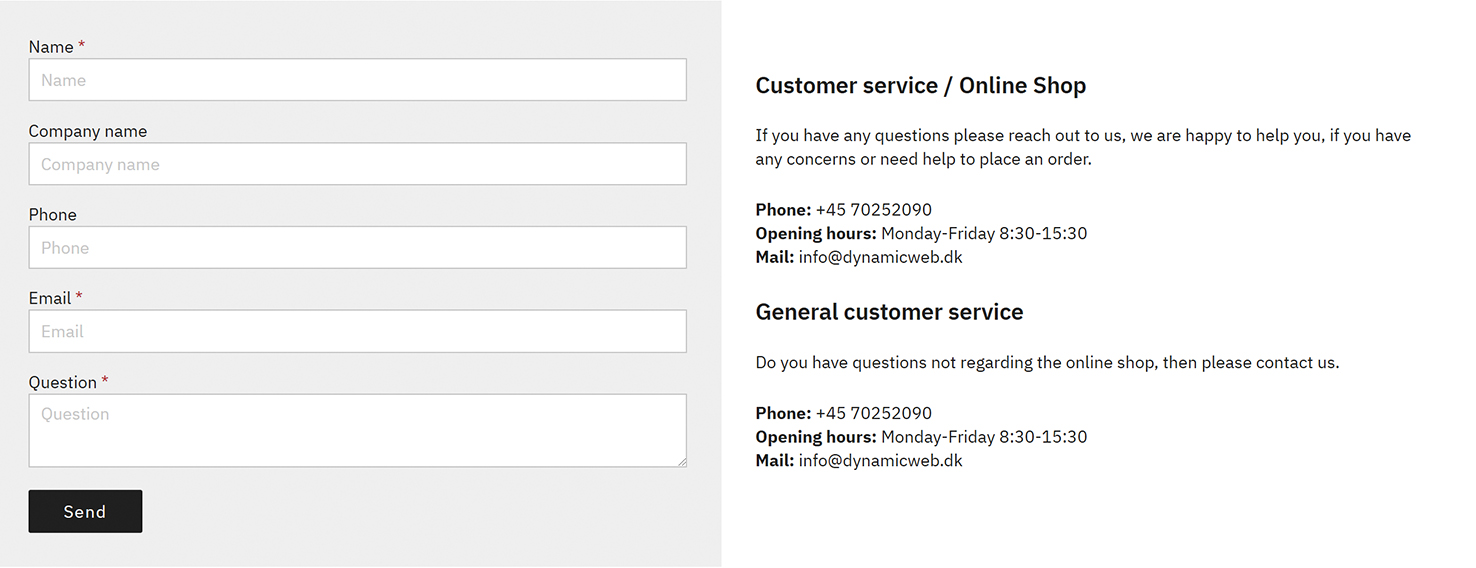 Name *
Name
Company name
Company name
Phone
Phone
Email *
Email
Question *
Question
Send
Customer service / Online Shop
If you have any questions please reach out to us, we are happy to help you, if you have
any concerns or need help to place an order.
Phone: +45 70252090
Opening hours: Monday-Friday 8:30-15:30
Mail: info@dynamicweb.dk
General customer service
Do you have questions not regarding the online shop, then please contact us.
Phone: +45 70252090
Opening hours: Monday-Friday 8:30-15:30
Mail: info@dynamicweb.dk